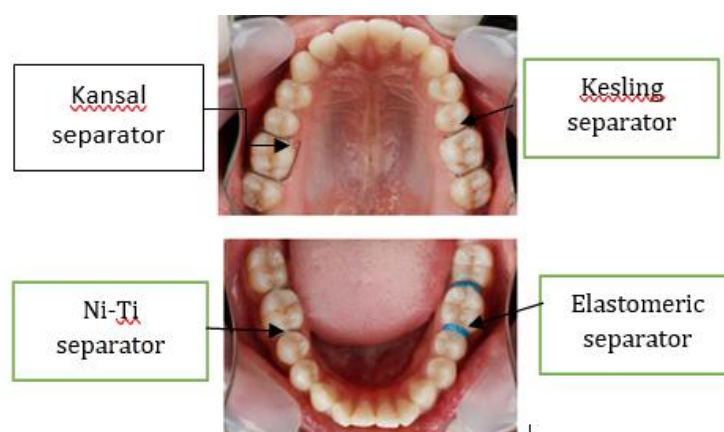 Kansal
separator
Kesling
separator
Ni-Ti
separator
Elastomeric
separator